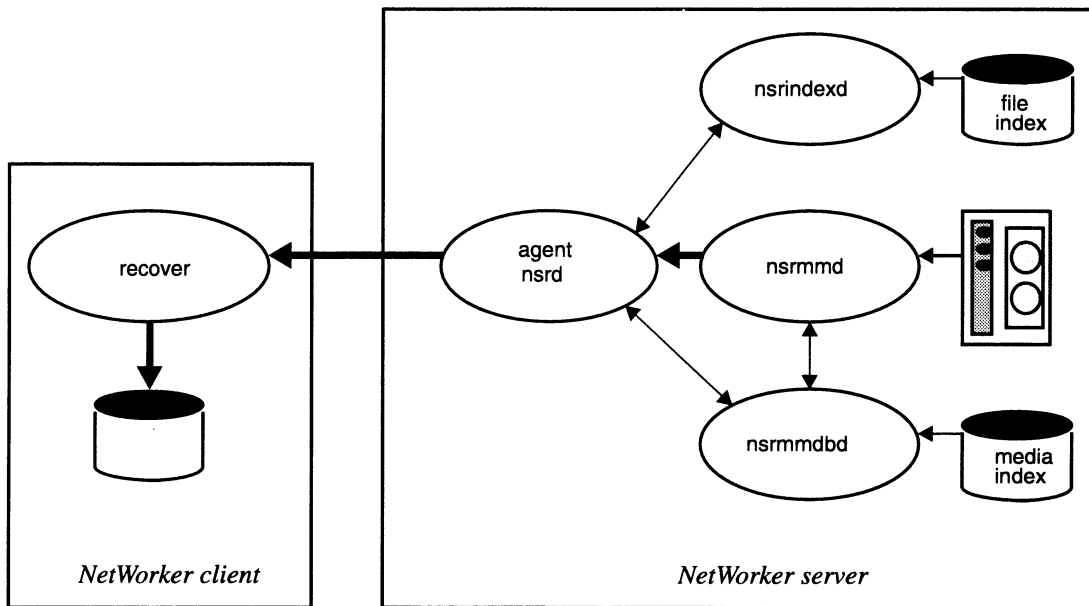 nsrindexd
file
index
recover
agent
nsrd
nsrmmd
nsrmmdbd
media
index
NetWorker client
NetWorker server